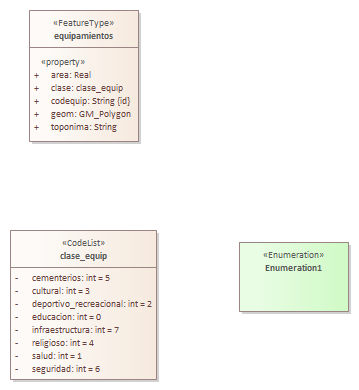 «FeatureType»
equipamientos
«property»
+ area: Real
+ clase: clase_equip
+ codequip: String {id}
+ geom: GM_Polygon
+ toponima: String
«CodeList»
clase_equip
- cementerios: int = 5
- cultural: int = 3
- deportivo_recreacional: int = 2
- educacion: int = 0
- infraestructura: int = 7
- religioso: int = 4
- salud: int = 1
- seguridad: int = 6
«Enumeration»
Enumeration1